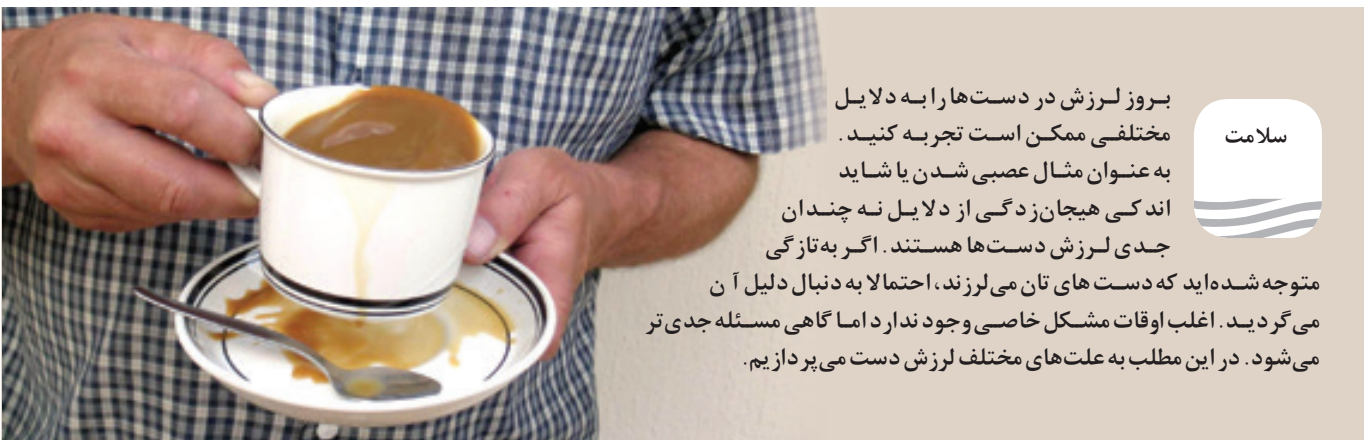 سلامت
بروز لرزش در دست‌ها را به دلایل
مختلفی ممکن است تجربه کنید.
به عنوان مثال عصبی شدن یا شاید
اندکی هیجان‌زدگی از دلایل نه چندان
جدی لرزش دست‌ها هستند. اگر به‌تازگی
متوجه شده‌اید که دست های تان می‌لرزند، احتمالا به دنبال دلیل آن
می‌گردید. اغلب اوقات مشکل خاصی وجود ندارد اما گاهی مسئله جدی‌تر
می‌شود. در این مطلب به علت‌های مختلف لرزش دست می‌پردازیم.